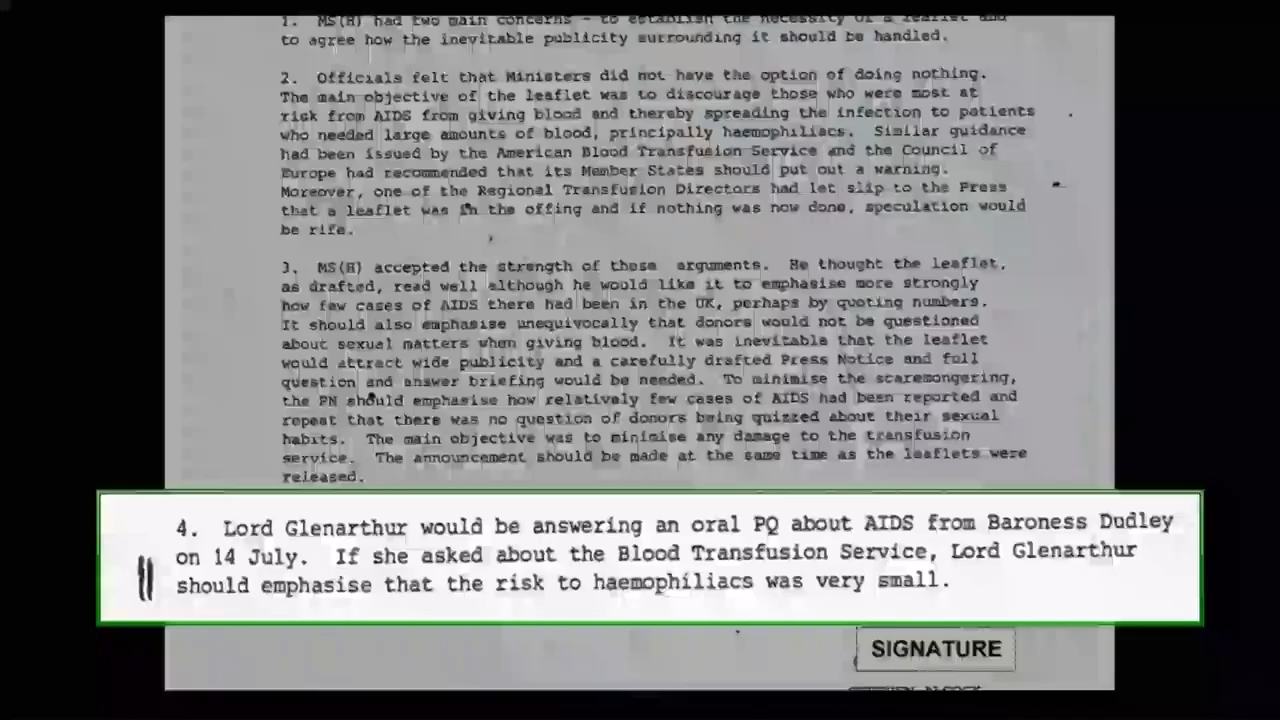 1. MS(H) had two main concerns - to establish the necessity of a leaflet and
to agree how the inevitable publicity surrounding it should be handled.
2. Officials felt that Ministers did not have the option of doing nothing.
The main objective of the leaflet was to discourage those who were most at
risk from AIDS from giving blood and thereby spreading the infection to patients
who needed large amounts of blood, principally haemophiliacs. Similar guidance
had been issued by the American Blood Transfusion Service and the Council of
Europe had recommended that its Member States should put out a warning.
Moreover, one of the Regional Transfusion Directors had let slip to the Press
that a leaflet was in the offing and if nothing was now done, speculation would
be rife.
3. MS(H) accepted the strength of these arguments. He thought the leaflet,
as drafted, read well although he would like it to emphasise more strongly
how few cases of AIDS there had been in the UK, perhaps by quoting numbers.
It should also emphasise unequivocally that donors would not be questioned
about sexual matters when giving blood. It was inevitable that the leaflet
would attract wide publicity and a carefully drafted Press Notice and full
question and answer briefing would be needed. To minimise the scaremongering,
the PN should emphasise how relatively few cases of AIDS had been reported and
repeat that there was no question of donors being quizzed about their sexual
habits. The main objective was to minimise any damage to the transfusion
service. The announcement should be made at the same time as the leaflets were
released.
4. Lord Glenarthur would be answering an oral PQ about AIDS from Baroness Dudley
on 14 July. If she asked about the Blood Transfusion Service, Lord Glenarthur
should emphasise that the risk to haemophiliacs was very small.
SIGNATURE